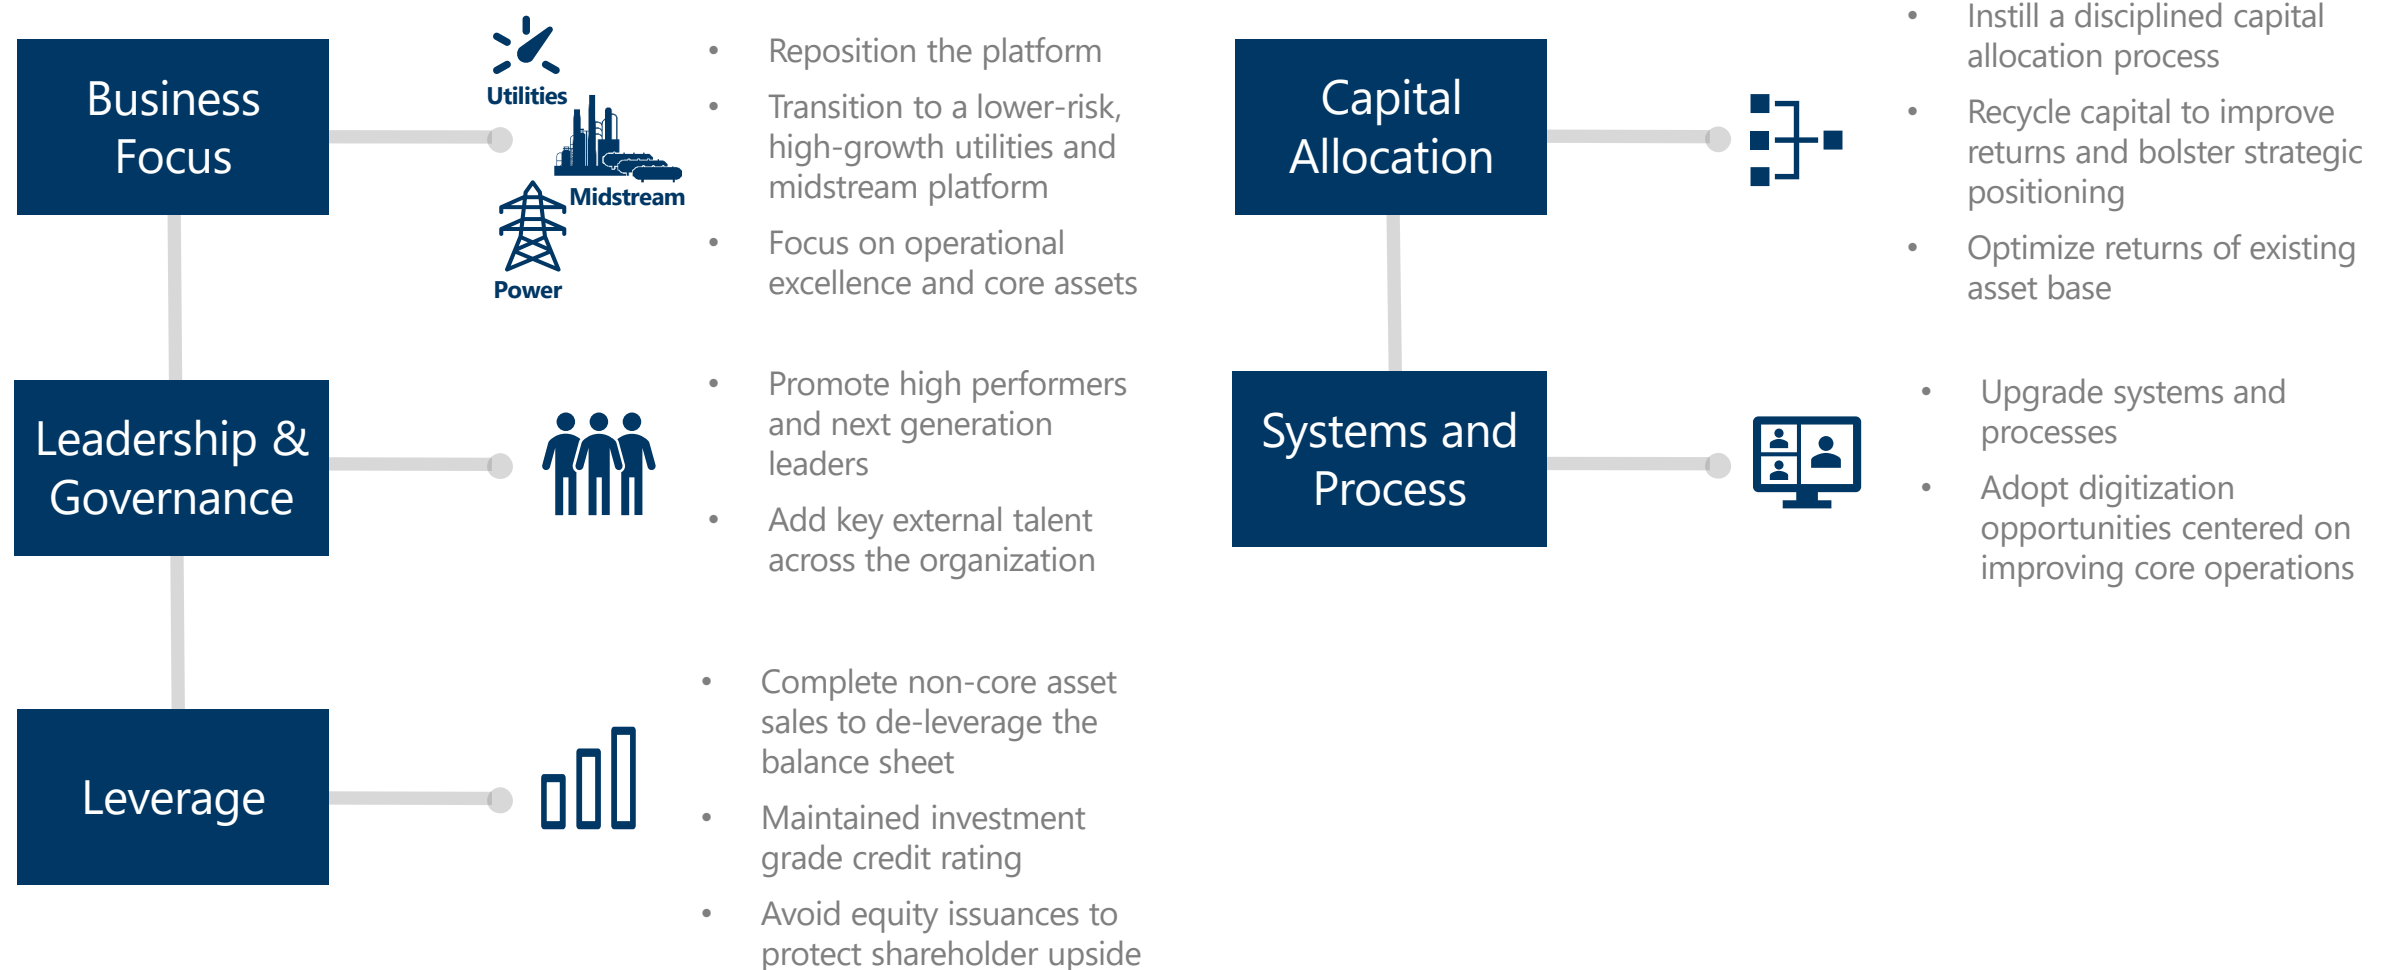 Business
Focus
Utilities
Midstream
Power
• Reposition the platform
• Transition to a lower-risk,
high-growth utilities and
midstream platform
• Focus on operational
excellence and core assets
Leadership &
Governance
• Promote high performers
and next generation
leaders
• Add key external talent
across the organization
Leverage
• Complete non-core asset
sales to de-leverage the
balance sheet
• Maintained investment
grade credit rating
• Avoid equity issuances to
protect shareholder upside
Capital
Allocation
• Instill a disciplined capital
allocation process
• Recycle capital to improve
returns and bolster strategic
positioning
• Optimize returns of existing
asset base
Systems and
Process
• Upgrade systems and
processes
• Adopt digitization
opportunities centered on
improving core operations